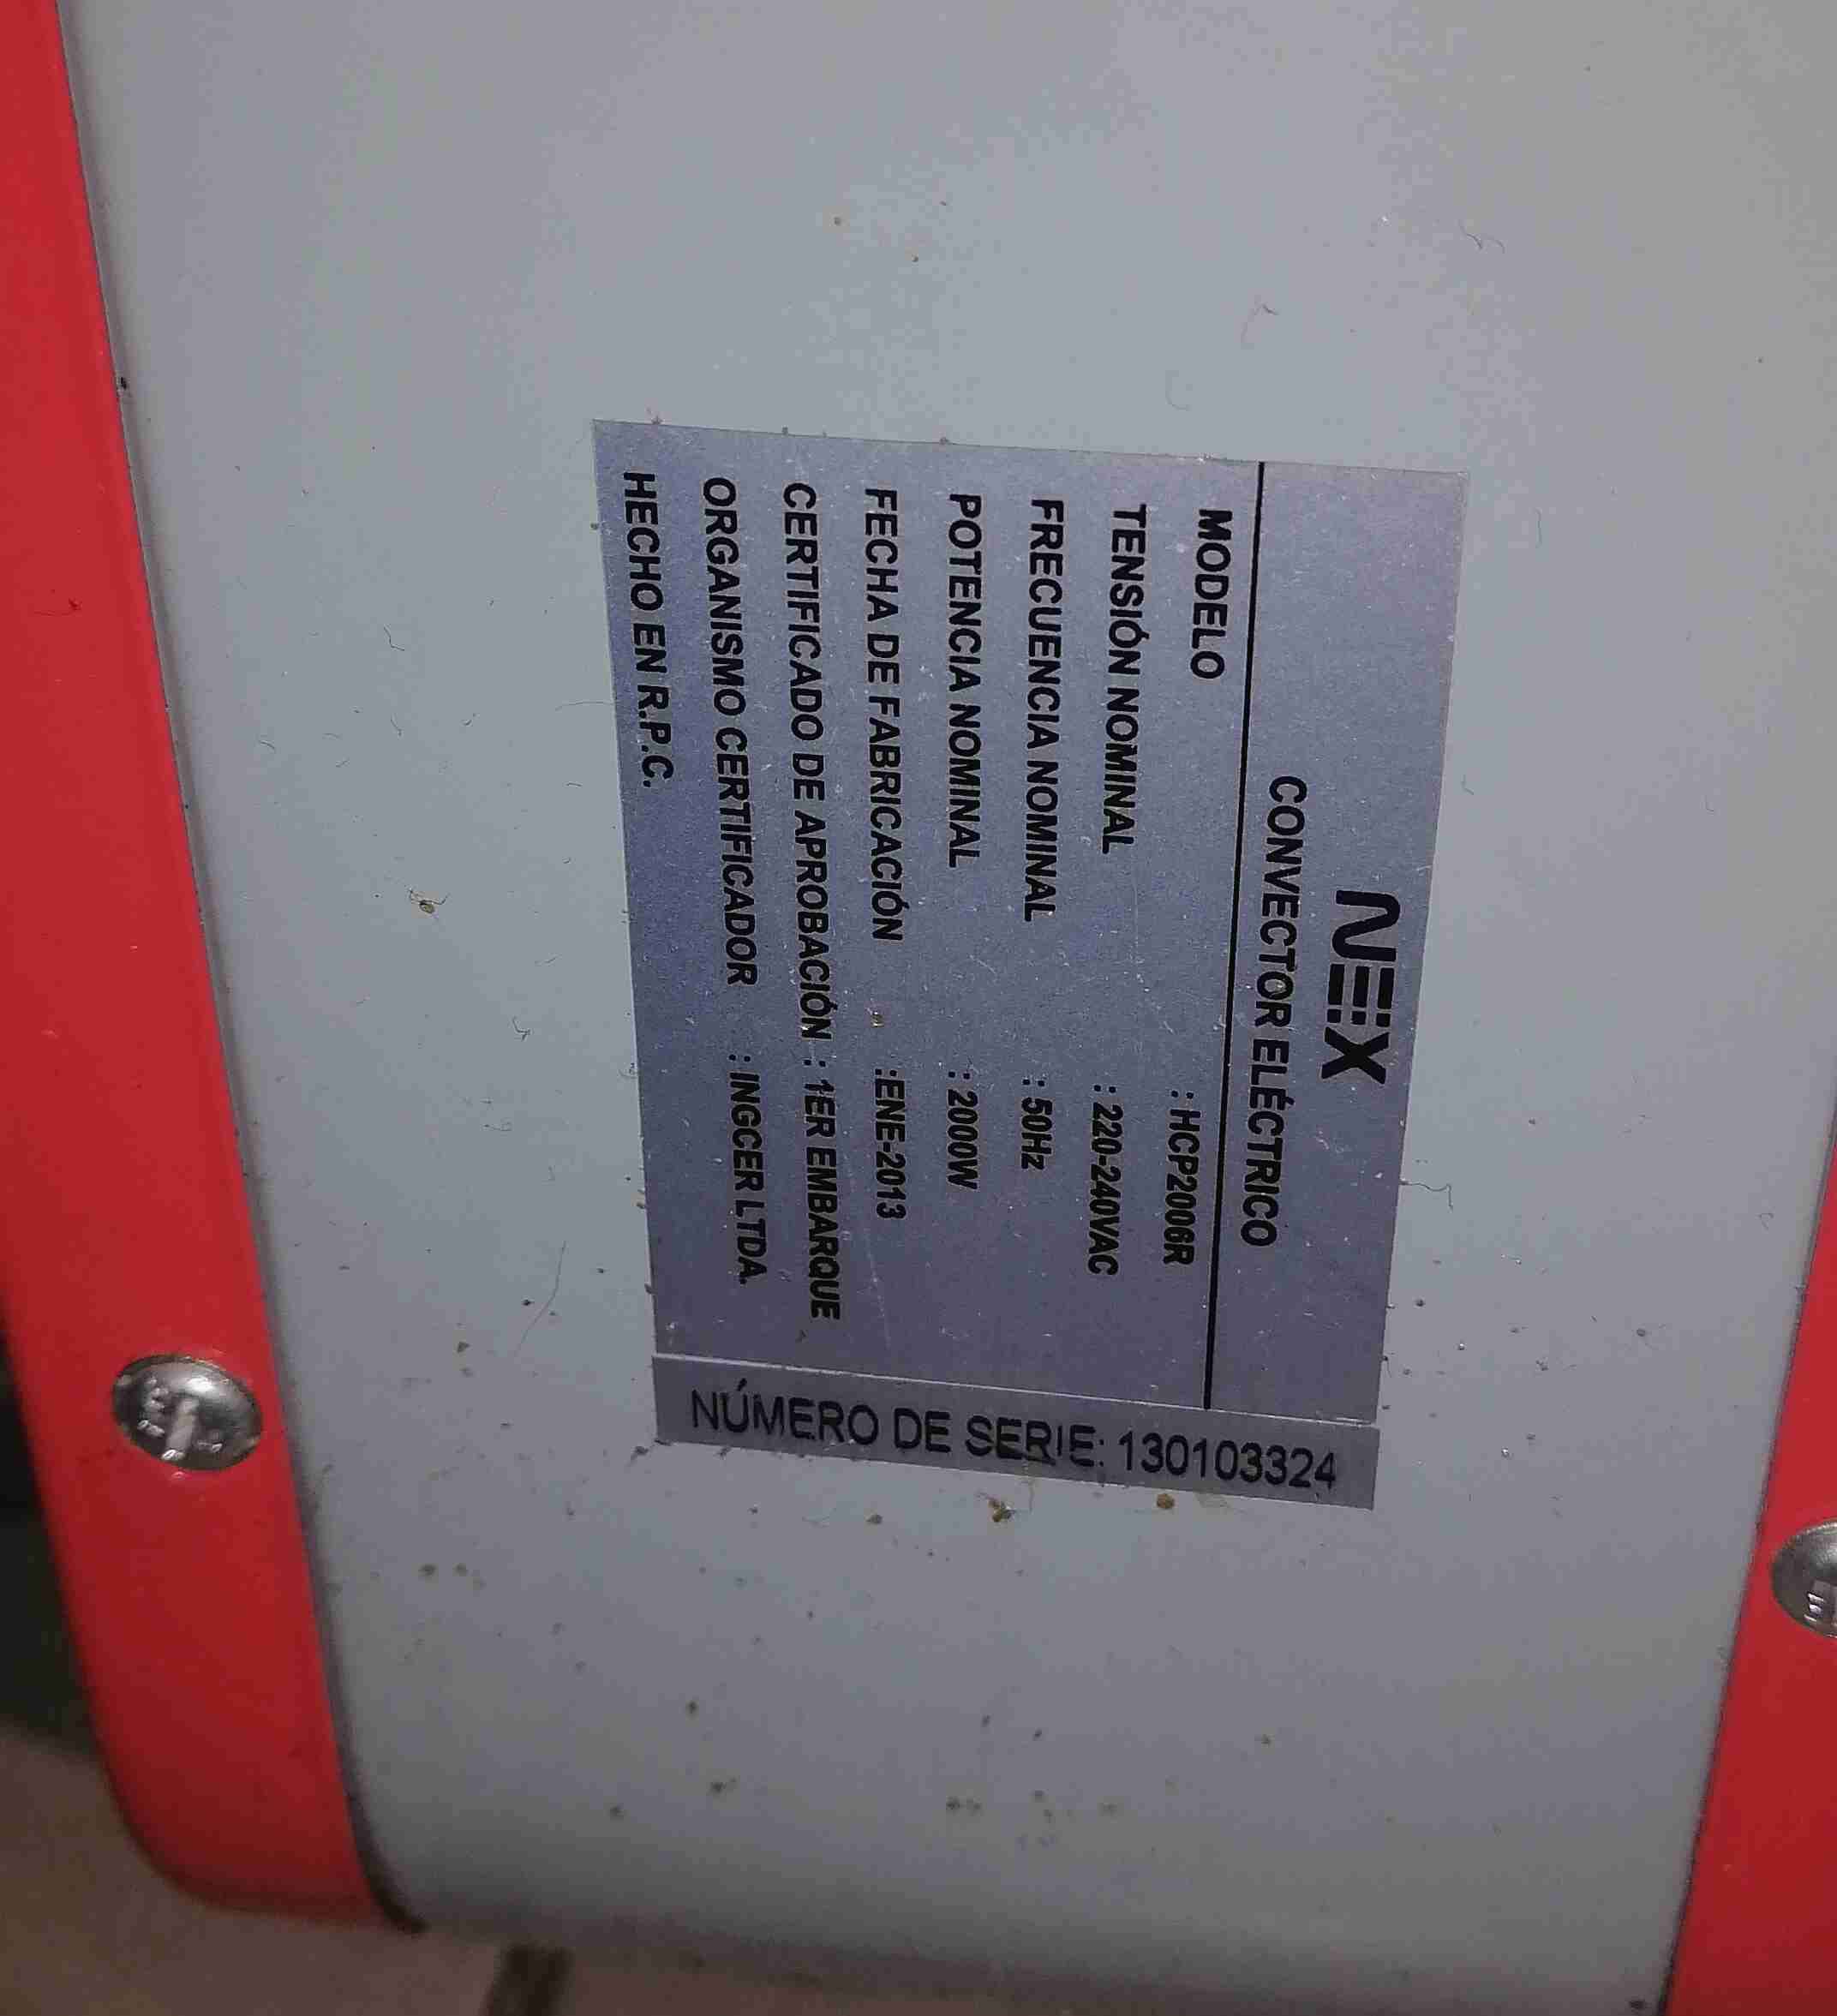 NEX
CONVECTOR ELÉCTRICO
MODELO : HCP2006R
TENSIÓN NOMINAL : 220-240VAC
FRECUENCIA NOMINAL : 50Hz
POTENCIA NOMINAL : 2000W
FECHA DE FABRICACIÓN :ENE-2013
CERTIFICADO DE APROBACIÓN : 1ER EMBARQUE
ORGANISMO CERTIFICADOR : INGCER LTDA.
HECHO EN R.P.C.
NÚMERO DE SERIE: 130103324